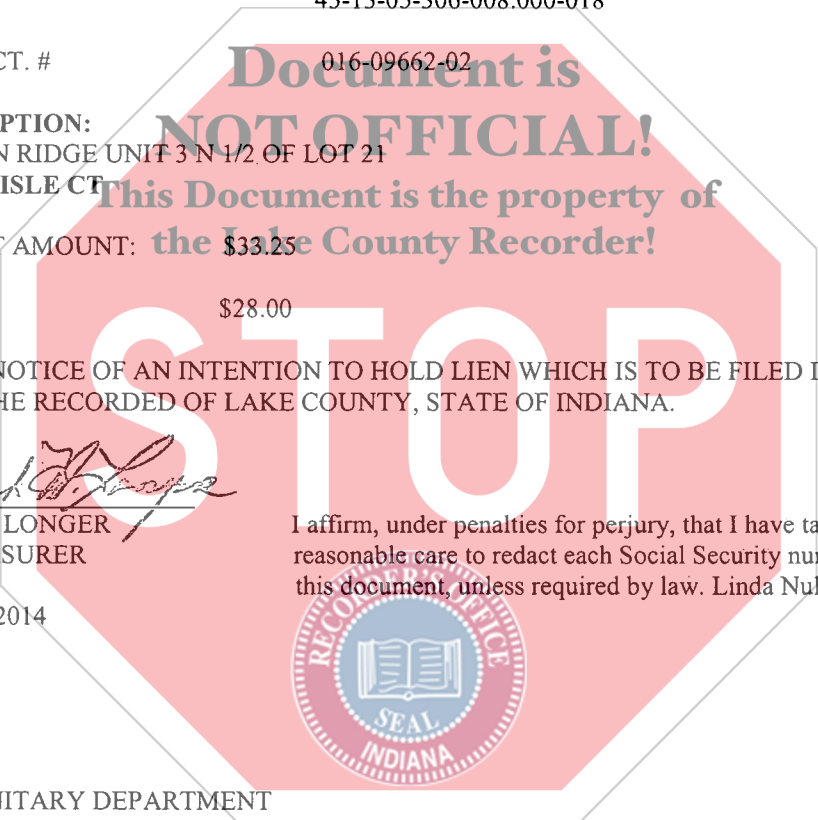 45-15-05-306-008.000-018
CT. # 016-09662-02
Document is
PTION:
NOT OFFICIAL!
N RIDGE UNIT 3 N 1/2 OF LOT 21
ISLE CT
This Document is the property of
T AMOUNT: $33.25
the Lake County Recorder!
$28.00
STOP
NOTICE OF AN INTENTION TO HOLD LIEN WHICH IS TO BE FILED I
HE RECORDED OF LAKE COUNTY, STATE OF INDIANA.
LONGER
SURER
I affirm, under penalties for perjury, that I have ta
reasonable care to redact each Social Security nu
this document, unless required by law. Linda Nul
2014
RECORDER'S OFFICE
SEAL
INDIANA
NITARY DEPARTMENT